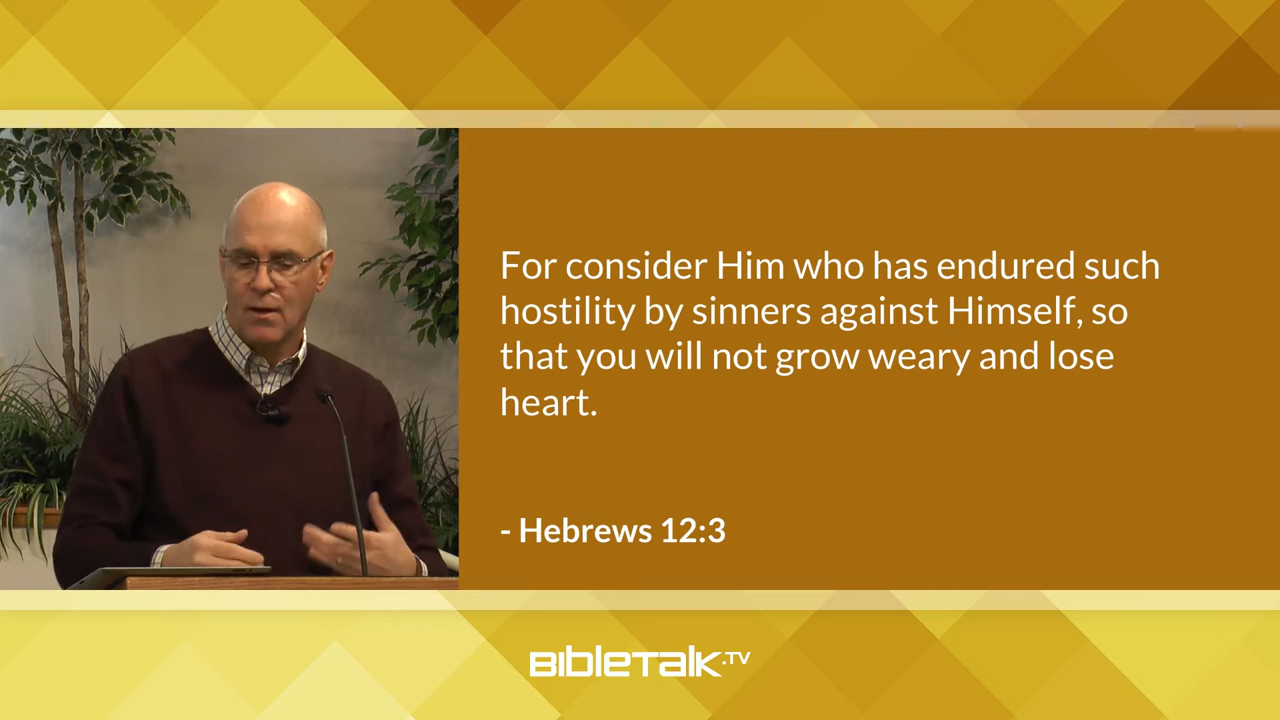 For consider Him who has endured such
hostility by sinners against Himself, so
that you will not grow weary and lose
heart.
- Hebrews 12:3
BIBLETALK.TV